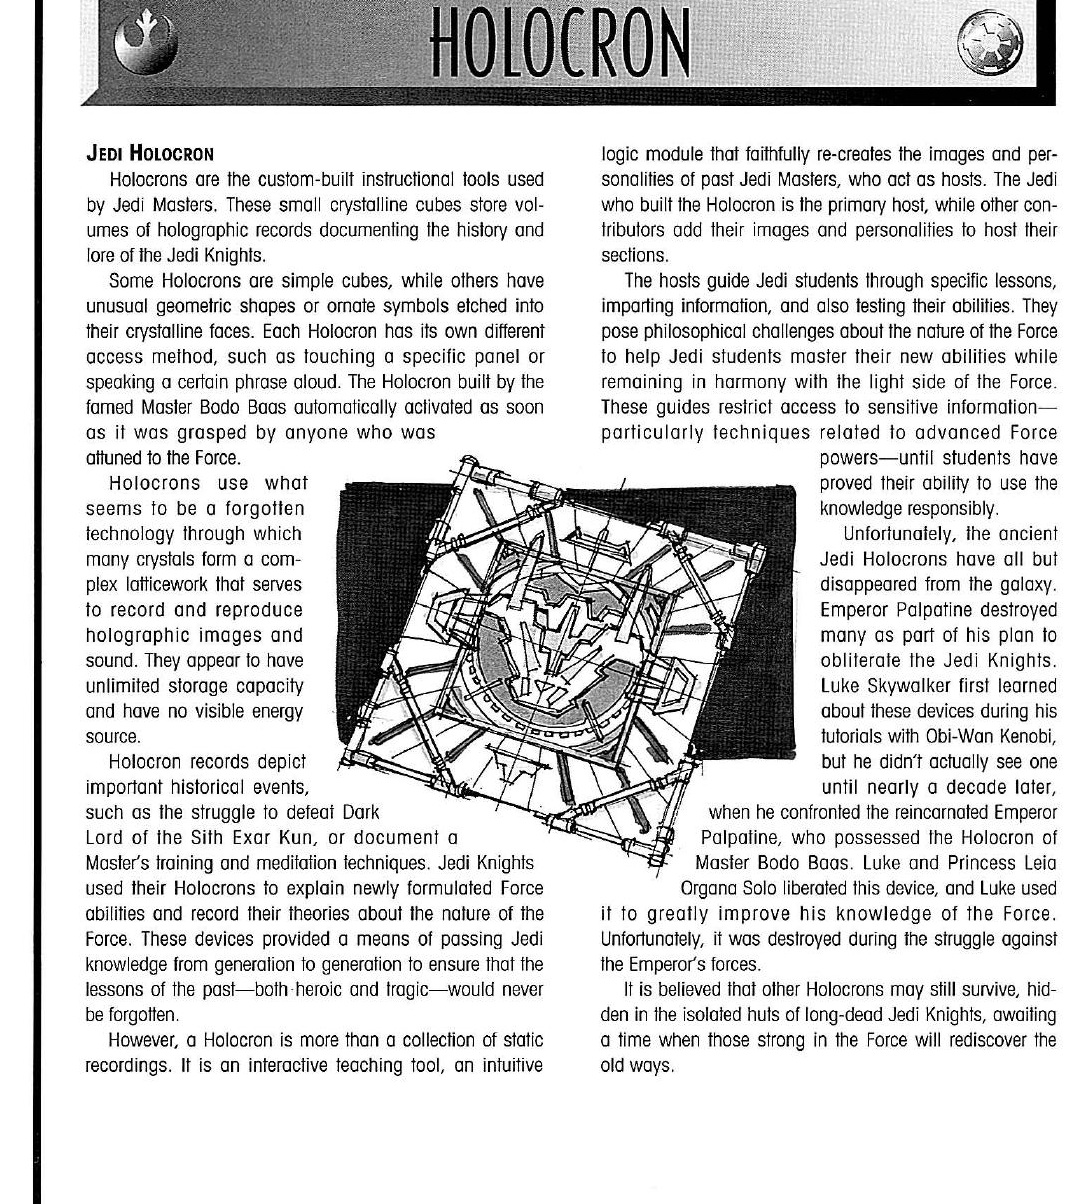 HOLOCRON
JEDI HOLOCRON
Holocrons are the custom-built instructional tools used
by Jedi Masters. These small crystalline cubes store vol-
umes of holographic records documenting the history and
lore of the Jedi Knights.
Some Holocrons are simple cubes, while others have
unusual geometric shapes or ornate symbols etched into
their crystalline faces. Each Holocron has its own different
access method, such as touching a specific panel or
speaking a certain phrase aloud. The Holocron built by the
famed Master Bodo Baas automatically activated as soon
as it was grasped by anyone who was
attuned to the Force.
Holocrons use what
seems to be a forgotten
technology through which
many crystals form a com-
plex latticework that serves
to record and reproduce
holographic images and
sound. They appear to have
unlimited storage capacity
and have no visible energy
source.
Holocron records depict
important historical events,
such as the struggle to defeat Dark
Lord of the Sith Exar Kun, or document a
Master's training and meditation techniques. Jedi Knights
used their Holocrons to explain newly formulated Force
abilities and record their theories about the nature of the
Force. These devices provided a means of passing Jedi
knowledge from generation to generation to ensure that the
lessons of the past—both heroic and tragic—would never
be forgotten.
However, a Holocron is more than a collection of static
recordings. It is an interactive teaching tool, an intuitive
logic module that faithfully re-creates the images and per-
sonalities of past Jedi Masters, who act as hosts. The Jedi
who built the Holocron is the primary host, while other con-
tributors add their images and personalities to host their
sections.
The hosts guide Jedi students through specific lessons,
imparting information, and also testing their abilities. They
pose philosophical challenges about the nature of the Force
to help Jedi students master their new abilities while
remaining in harmony with the light side of the Force.
These guides restrict access to sensitive information—
particularly techniques related to advanced Force
powers—until students have
proved their ability to use the
knowledge responsibly.
Unfortunately, the ancient
Jedi Holocrons have all but
disappeared from the galaxy.
Emperor Palpatine destroyed
many as part of his plan to
obliterate the Jedi Knights.
Luke Skywalker first learned
about these devices during his
tutorials with Obi-Wan Kenobi,
but he didn't actually see one
until nearly a decade later,
when he confronted the reincarnated Emperor
Palpatine, who possessed the Holocron of
Master Bodo Baas. Luke and Princess Leia
Organa Solo liberated this device, and Luke used
it to greatly improve his knowledge of the Force.
Unfortunately, it was destroyed during the struggle against
the Emperor's forces.
It is believed that other Holocrons may still survive, hid-
den in the isolated huts of long-dead Jedi Knights, awaiting
a time when those strong in the Force will rediscover the
old ways.